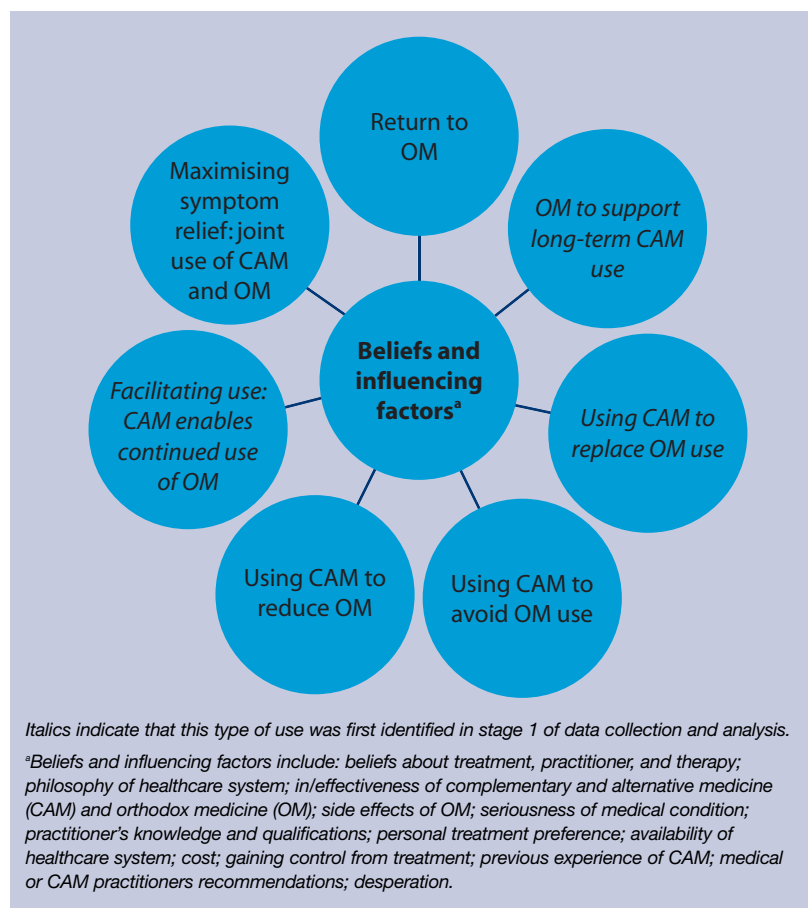 Return to
OM
Maximising
symptom
relief: joint
use of CAM
and OM
OM to support
long-term CAM
use
Beliefs and
influencing
factorsᵃ
Facilitating use:
CAM enables
continued use
of OM
Using CAM to
replace OM use
Using CAM to
reduce OM
Using CAM to
avoid OM use
Italics indicate that this type of use was first identified in stage 1 of data collection and analysis.
ᵃBeliefs and influencing factors include: beliefs about treatment, practitioner, and therapy;
philosophy of healthcare system; in/effectiveness of complementary and alternative medicine
(CAM) and orthodox medicine (OM); side effects of OM; seriousness of medical condition;
practitioner’s knowledge and qualifications; personal treatment preference; availability of
healthcare system; cost; gaining control from treatment; previous experience of CAM; medical
or CAM practitioners recommendations; desperation.